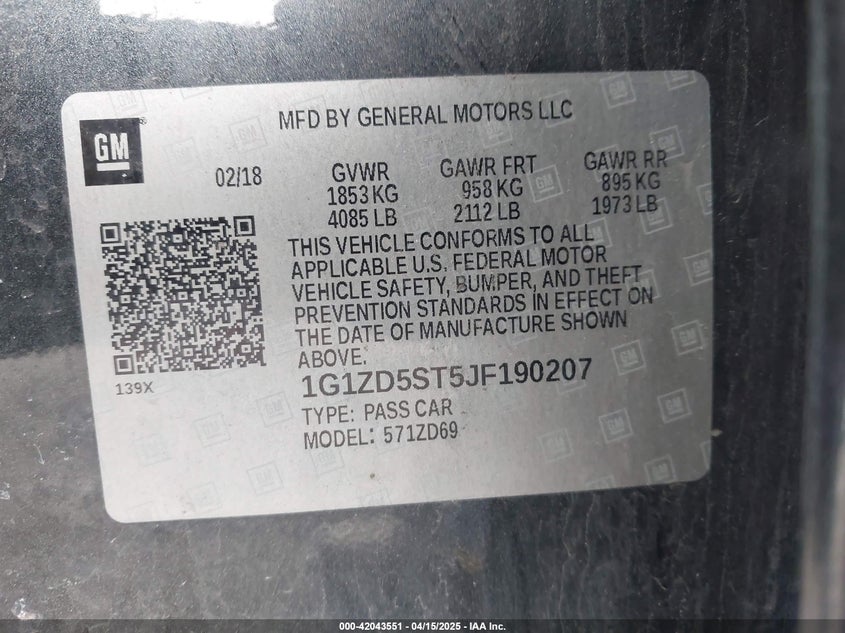 MFD BY GENERAL MOTORS LLC
GM
02/18
GVWR GAWR FRT GAWR RR
1853 KG 958 KG 895 KG
4085 LB 2112 LB 1973 LB
THIS VEHICLE CONFORMS TO ALL
APPLICABLE U.S. FEDERAL MOTOR
VEHICLE SAFETY, BUMPER, AND THEFT
PREVENTION STANDARDS IN EFFECT ON
THE DATE OF MANUFACTURE SHOWN
ABOVE:
139X
1G1ZD5ST5JF190207
TYPE: PASS CAR
MODEL: 571ZD69
000-42043551 - 04/15/2025 - IAA Inc.